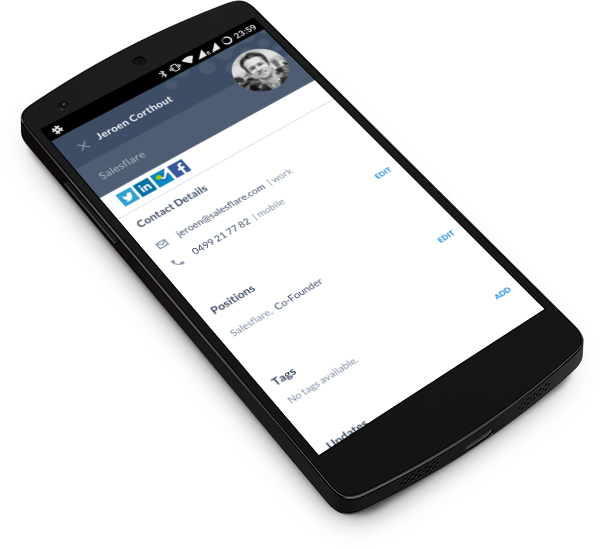 23:59
Jeroen Corthout
Salesflare
Contact Details
EDIT
jeroen@salesflare.com | work
0499 21 77 82 | mobile
Positions
EDIT
Salesflare, Co-Founder
Tags
ADD
No tags available.
Updates